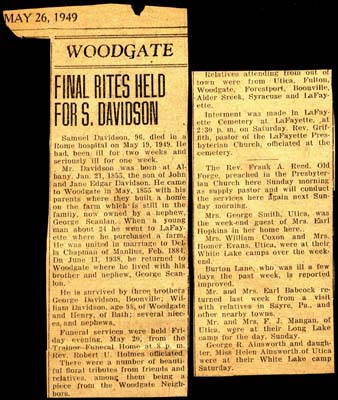 MAY 26, 1949
WOODGATE
FINAL RITES HELD
FOR S. DAVIDSON
Samuel Davidson, 96, died in a
Rome hospital on May 19, 1949. He
had been ill for two weeks and
seriously ill for one week.
Mr. Davidson was born at Al-
bany, Jan. 23, 1855, the son of John
and Jane Edgar Davidson. He came
to Woodgate in May, 1855 with his
parents where they built a home
on the farm which is still in the
family, now owned by a nephew,
George Scanlan. When a young
man about 24 he went to LaFay-
ette where he purchased a farm.
He was united in marriage to Del-
la Chapman of Manlius, Feb. 1881.
On June 11, 1938, he returned to
Woodgate where he lived with his
brother and nephew, George Scan-
lon.
He is survived by three brothers
George Davidson, Boonville; Wil-
liam Davidson, age 95, of Woodgate
and Henry, of Bath; several niec-
es, and nephews.
Funeral services were held Fri-
day evening, May 20, from the
Trainor Funeral Home at 8 p. m.
Rev. Robert U. Holmes officiated.
There were a number of beauti-
ful floral tributes from friends and
relatives, among them being a
piece from the Woodgate Neigh-
bors.
Relatives attending from out of
town were from Utica, Fulton,
Woodgate, Forestport, Boonville,
Alder Sreek, Syracuse and LaFay-
ette.
Interment was made in LaFay-
ette Cemetery at LaFayette, at
2:30 p. m. on Saturday. Rev. Grif-
fith, pastor of the LaFayette Pres-
byterian Church, officiated at the
cemetery.
The Rev. Frank A. Reed, Old
Forge, preached in the Presbyter-
ian Church here Sunday morning
as supply pastor and will conduct
the services here again next Sun-
day morning.
Mrs. George Smith, Utica, was
the week-end guest of Mrs. Earl
Hopkins in her home here.
Mrs. William Coxon and Mrs.
Homer Evans, Utica, were at their
White Lake camps over the week
end.
Burton Lane, who was ill a few
days the past week, is reported
improved.
Mr. and Mrs. Earl Babcock re-
turned last week from a visit
with relatives in Sayre, Pa., and
other nearby towns.
Mr. and Mrs. F. J. Mangan, of
Utica, were at their Long Lake
camp for the day, Sunday.
George R. Ainsworth and daugh-
ter, Miss Helen Ainsworth of Utica
were at their White Lake camp
Saturday.